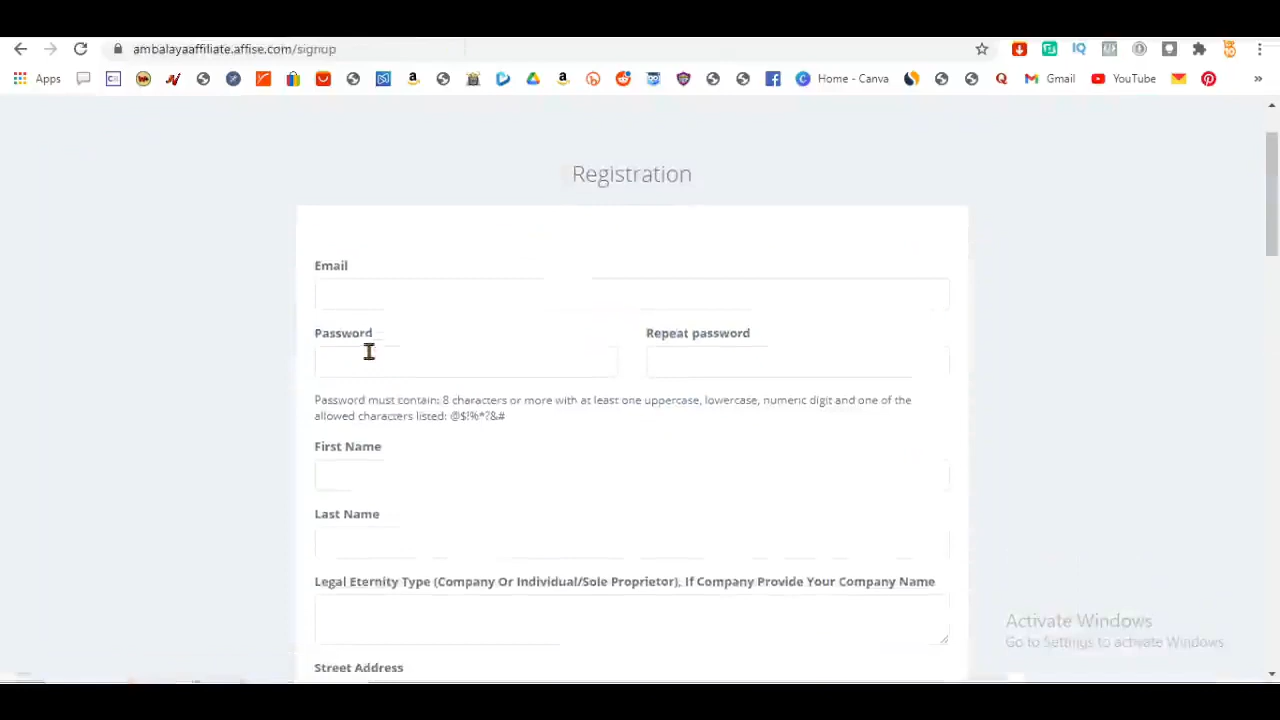 ambalayaaffiliate.affise.com/signup
Apps
Home - Canva
Gmail
YouTube
»
Registration
Email
Password
Repeat password
Password must contain: 8 characters or more with at least one uppercase, lowercase, numeric digit and one of the
allowed characters listed: @$!%*?&#
First Name
Last Name
Legal Eternity Type (Company Or Individual/Sole Proprietor), If Company Provide Your Company Name
Street Address
Activate Windows
Go to Settings to activate Windows.